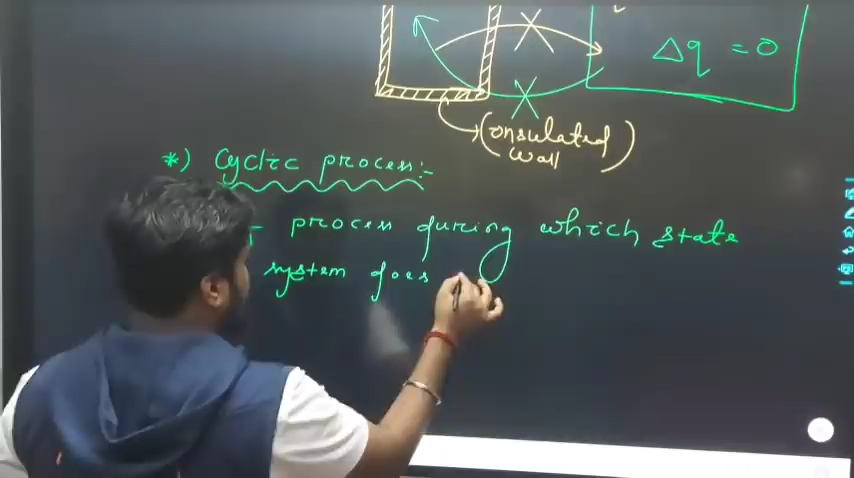 Δq = 0
(insulated wall)
*) Cyclic process:-
process during which state
system goes